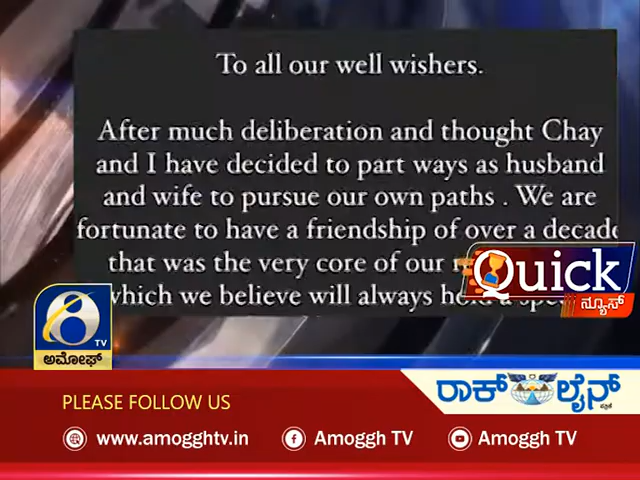 To all our well wishers.
After much deliberation and thought Chay
and I have decided to part ways as husband
and wife to pursue our own paths . We are
fortunate to have a friendship of over a decade
that was the very core of our
which we believe will always hold a
Quick
ನ್ಯೂಸ್
TV
ಅಮೋಘ್
ರಾಕ್ ಲೈನ್
PLEASE FOLLOW US
www.amogghtv.in
Amoggh TV
Amoggh TV